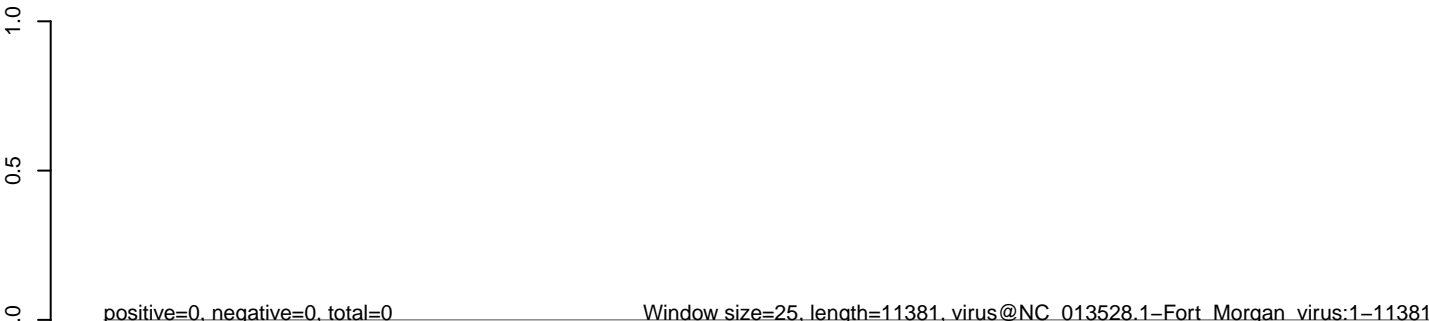 1.0
0.5
.0
positive=0, negative=0, total=0
Window size=25, length=11381, virus@NC_013528.1−Fort_Morgan_virus:1−11381